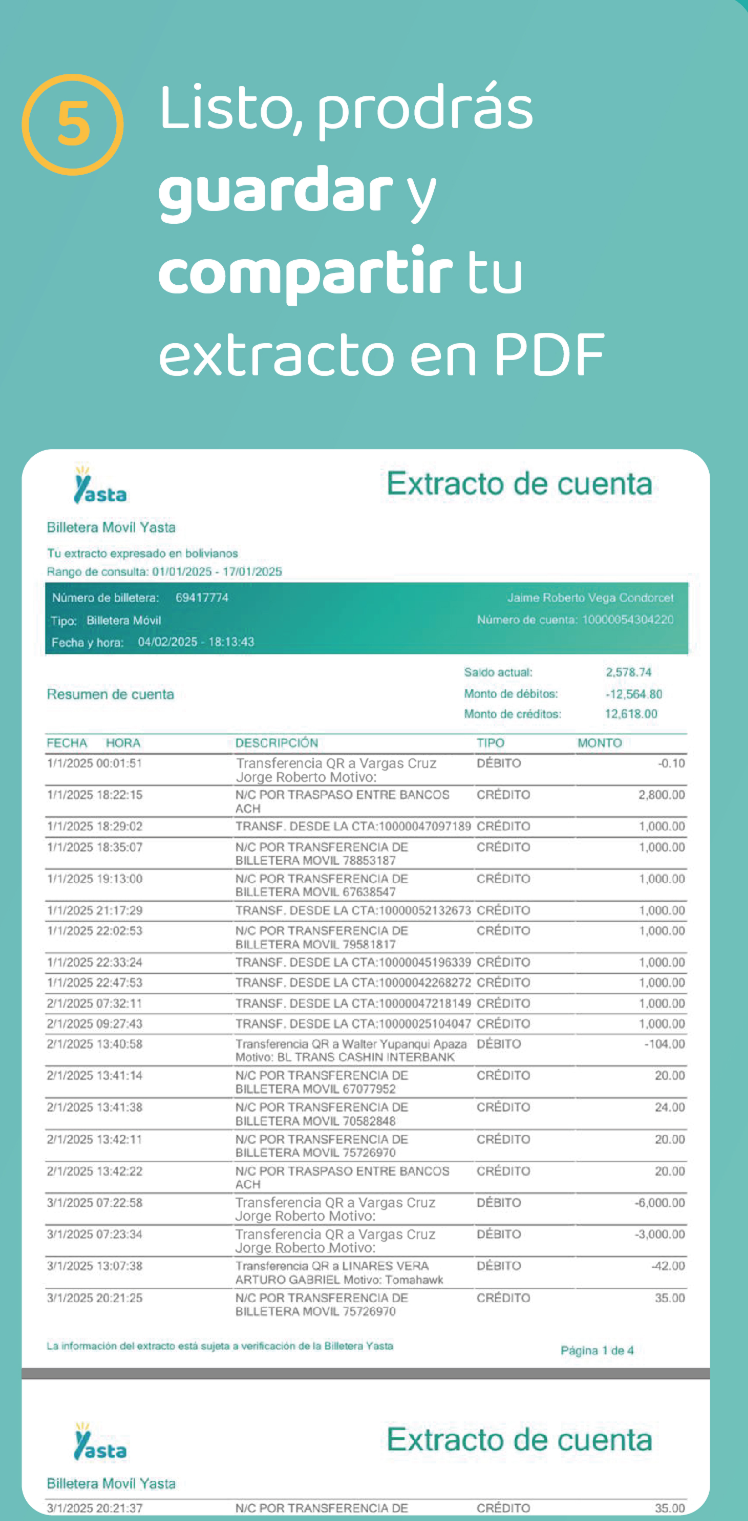 5
Listo, prodrás
guardar y
compartir tu
extracto en PDF
Yasta
Extracto de cuenta
Billetera Movíl Yasta
Tu extracto expresado en bolivianos
Rango de consulta: 01/01/2025 - 17/01/2025
Número de billetera: 69417774 Jaime Roberto Vega Condorcet
Tipo: Billetera Móvil Número de cuenta: 10000054304220
Fecha y hora: 04/02/2025 - 18:13:43
Saldo actual: 2,578.74
Resumen de cuenta Monto de débitos: -12,564.80
Monto de créditos: 12,618.00
FECHA HORA DESCRIPCIÓN TIPO MONTO
1/1/2025 00:01:51 Transferencia QR a Vargas Cruz DÉBITO -0.10
Jorge Roberto Motivo:
1/1/2025 18:22:15 N/C POR TRASPASO ENTRE BANCOS CRÉDITO 2,800.00
ACH
1/1/2025 18:29:02 TRANSF. DESDE LA CTA:10000047097189 CRÉDITO 1,000.00
1/1/2025 18:35:07 N/C POR TRANSFERENCIA DE CRÉDITO 1,000.00
BILLETERA MOVIL 78853187
1/1/2025 19:13:00 N/C POR TRANSFERENCIA DE CRÉDITO 1,000.00
BILLETERA MOVIL 67638547
1/1/2025 21:17:29 TRANSF. DESDE LA CTA:10000052132673 CRÉDITO 1,000.00
1/1/2025 22:02:53 N/C POR TRANSFERENCIA DE CRÉDITO 1,000.00
BILLETERA MOVIL 79581817
1/1/2025 22:33:24 TRANSF. DESDE LA CTA:10000045196339 CRÉDITO 1,000.00
1/1/2025 22:47:53 TRANSF. DESDE LA CTA:10000042268272 CRÉDITO 1,000.00
2/1/2025 07:32:11 TRANSF. DESDE LA CTA:10000047218149 CRÉDITO 1,000.00
2/1/2025 09:27:43 TRANSF. DESDE LA CTA:10000025104047 CRÉDITO 1,000.00
2/1/2025 13:40:58 Transferencia QR a Walter Yupanqui Apaza DÉBITO -104.00
Motivo: BL TRANS CASHIN INTERBANK
2/1/2025 13:41:14 N/C POR TRANSFERENCIA DE CRÉDITO 20.00
BILLETERA MOVIL 67077952
2/1/2025 13:41:38 N/C POR TRANSFERENCIA DE CRÉDITO 24.00
BILLETERA MOVIL 70582848
2/1/2025 13:42:11 N/C POR TRANSFERENCIA DE CRÉDITO 20.00
BILLETERA MOVIL 75726970
2/1/2025 13:42:22 N/C POR TRASPASO ENTRE BANCOS CRÉDITO 20.00
ACH
3/1/2025 07:22:58 Transferencia QR a Vargas Cruz DÉBITO -6,000.00
Jorge Roberto Motivo:
3/1/2025 07:23:34 Transferencia QR a Vargas Cruz DÉBITO -3,000.00
Jorge Roberto Motivo:
3/1/2025 13:07:38 Transferencia QR a LINARES VERA DÉBITO -42.00
ARTURO GABRIEL Motivo: Tomahawk
3/1/2025 20:21:25 N/C POR TRANSFERENCIA DE CRÉDITO 35.00
BILLETERA MOVIL 75726970
La información del extracto está sujeta a verificación de la Billetera Yasta
Página 1 de 4
Yasta
Extracto de cuenta
Billetera Movíl Yasta
3/1/2025 20:21:37 N/C POR TRANSFERENCIA DE CRÉDITO 35.00